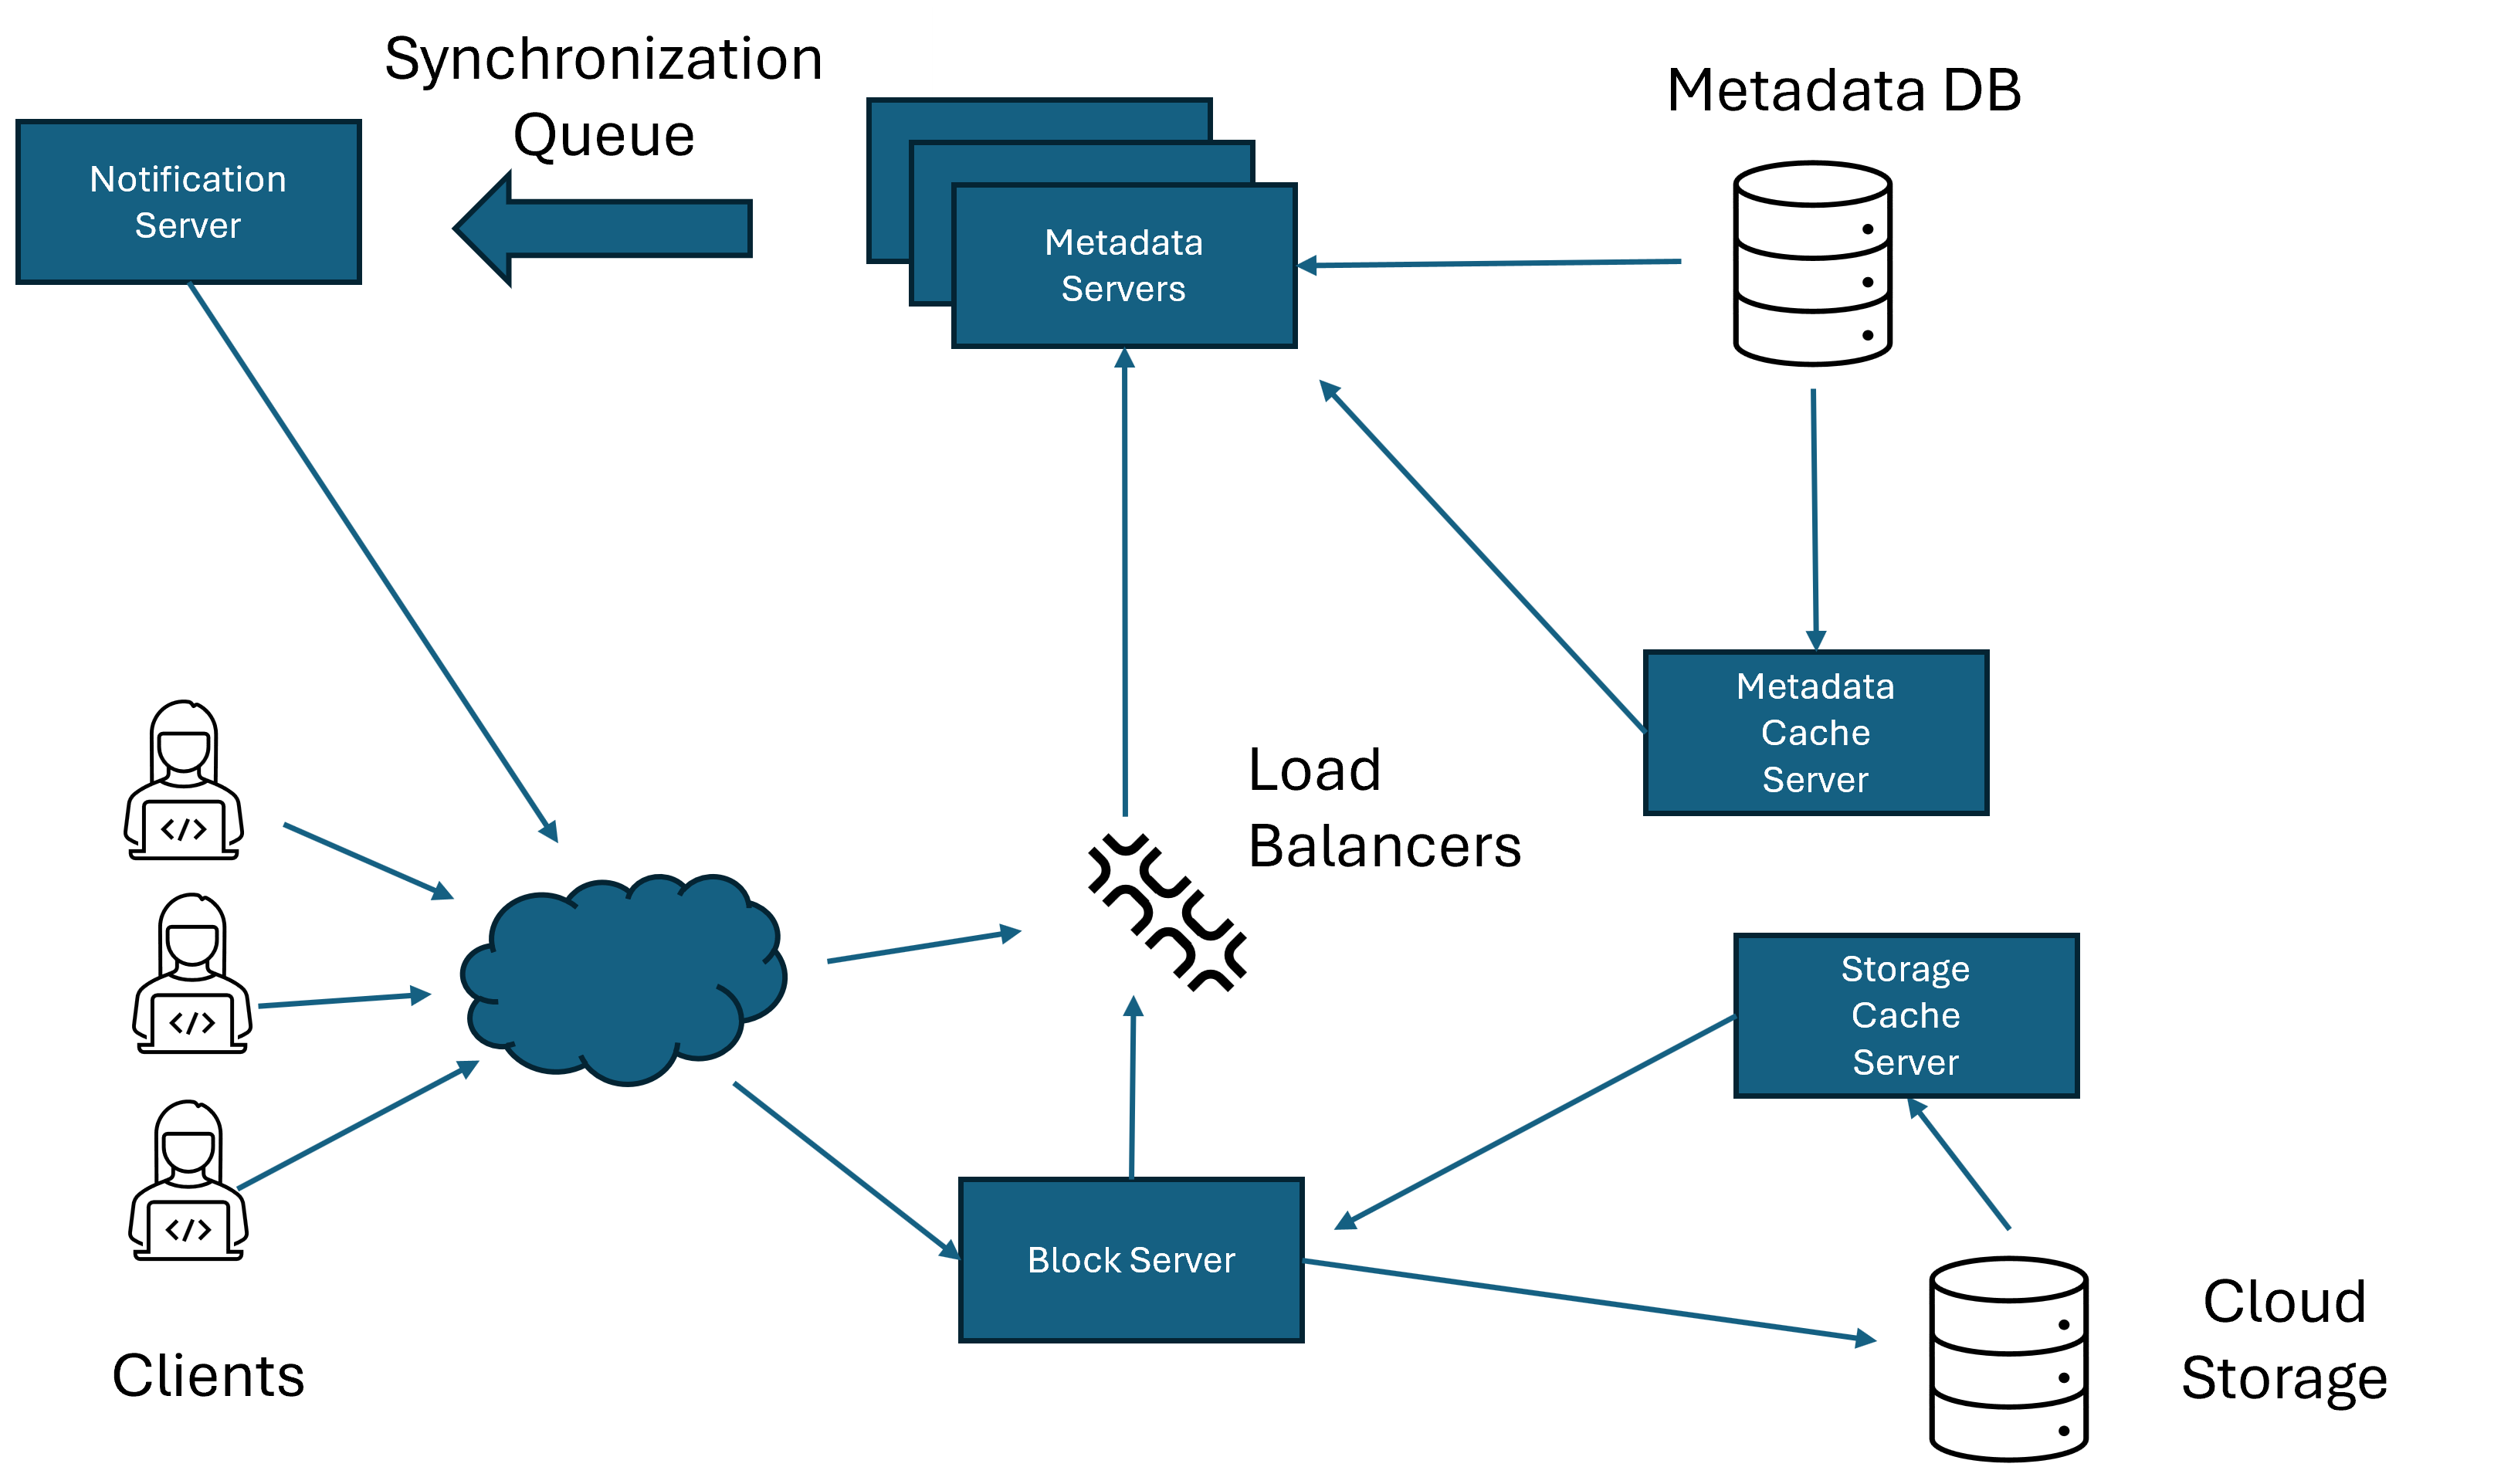 Synchronization
Queue
Metadata DB
Notification
Server
Metadata
Servers
Metadata
Cache
Server
Load
Balancers
</>
</>
</>
Storage
Cache
Server
Block Server
Cloud
Storage
Clients